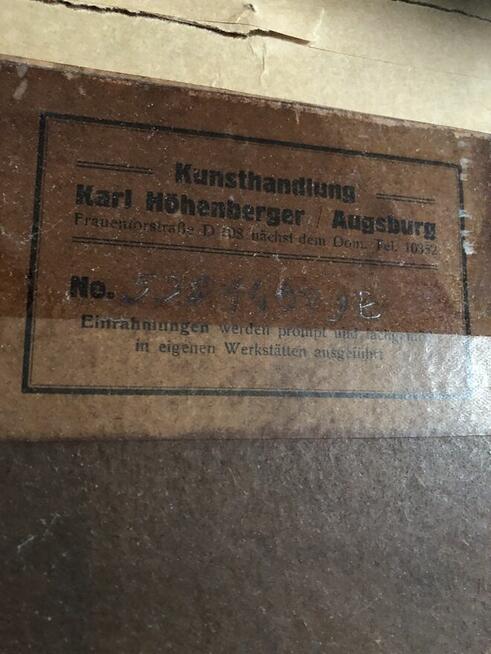 Kunsthandlung
Karl Höhenberger / Augsburg
Frauentorstraße D 208 nächst dem Dom. Tel. 10352
No.
Einrahmungen werden prompt und
in eigenen Werkstätten ausgeführt